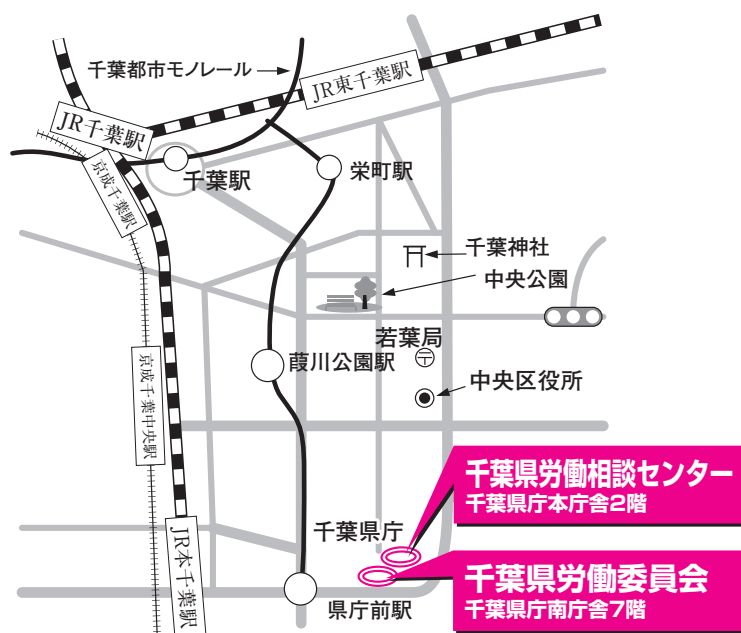 千葉都市モノレール
JR東千葉駅
JR千葉駅
京成千葉駅
千葉駅
栄町駅
千葉神社
中央公園
若葉局
〒
葭川公園駅
中央区役所
京成千葉中央駅
千葉県労働相談センター
千葉県庁本庁舎2階
千葉県庁
JR本千葉駅
千葉県労働委員会
千葉県庁南庁舎7階
県庁前駅